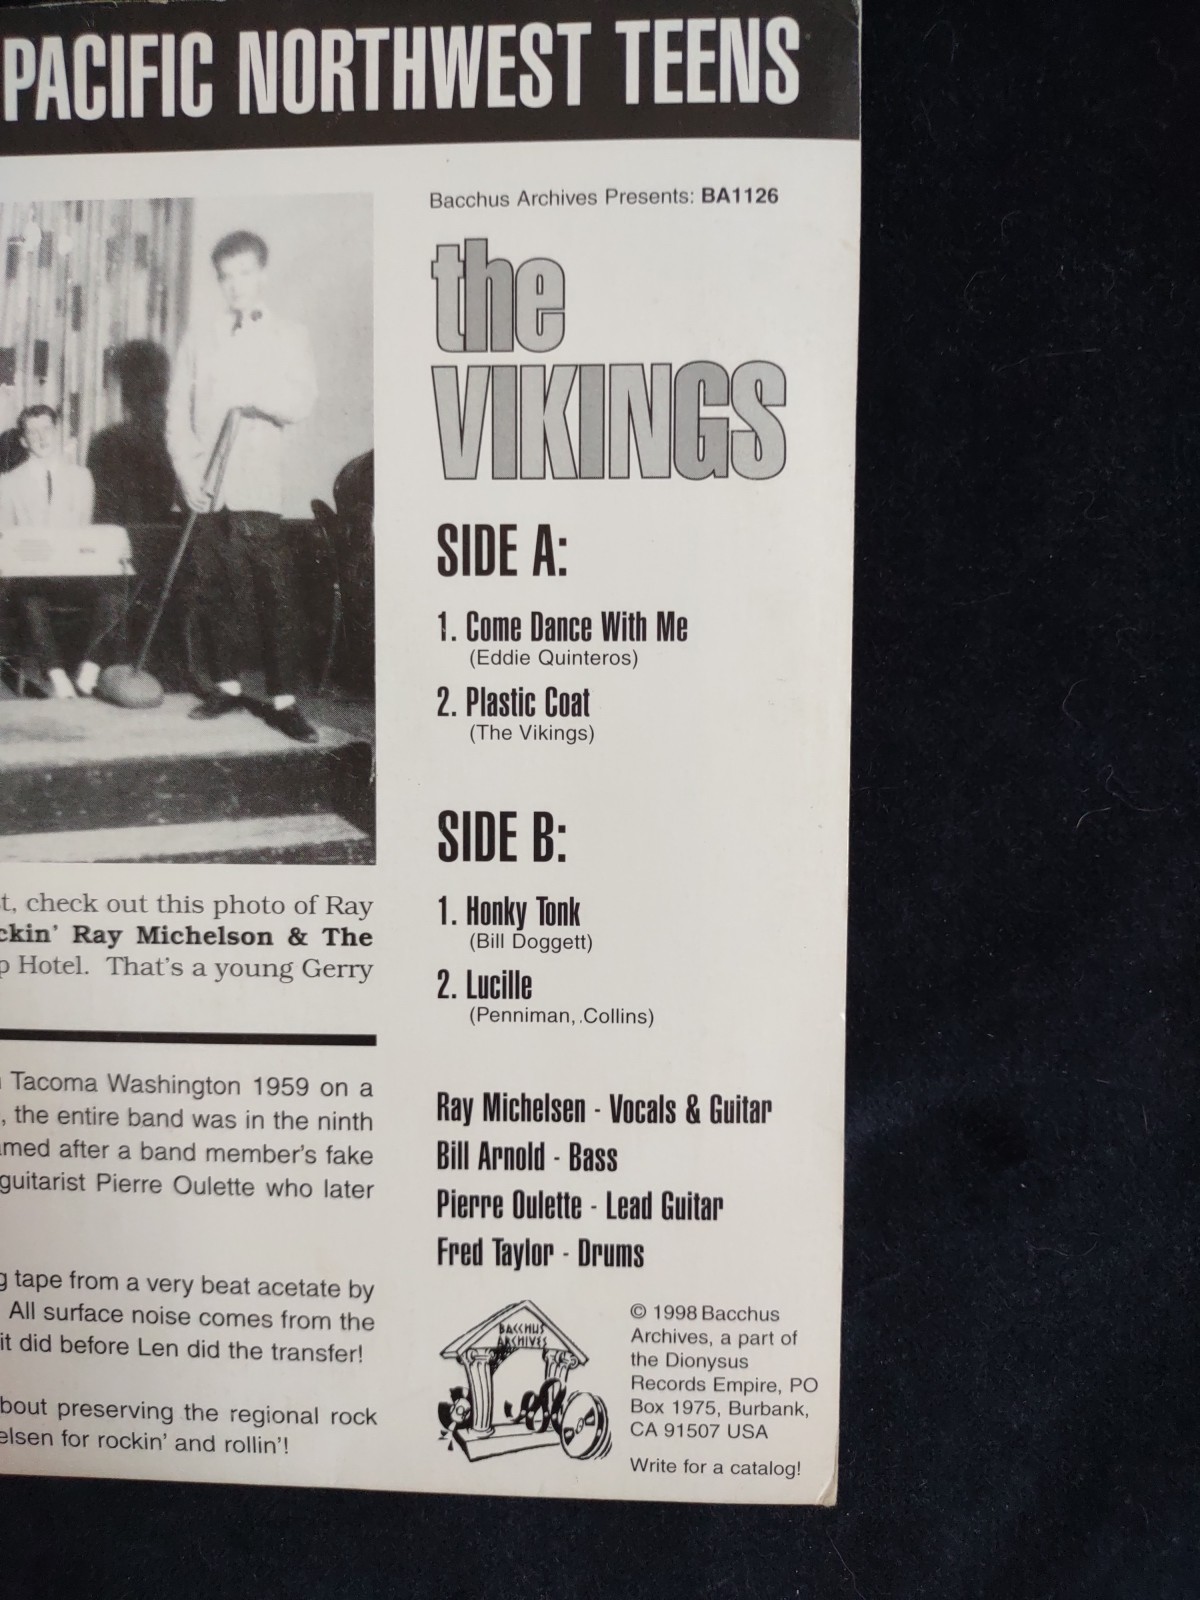 PACIFIC NORTHWEST TEENS
Bacchus Archives Presents: BA1126
the
VIKINGS
SIDE A:
1. Come Dance With Me
(Eddie Quinteros)
2. Plastic Coat
(The Vikings)
SIDE B:
1. Honky Tonk
(Bill Doggett)
2. Lucille
(Penniman, .Collins)
Ray Michelsen - Vocals & Guitar
Bill Arnold - Bass
Pierre Oulette - Lead Guitar
Fred Taylor - Drums
BACCHUS
ARCHIVES
© 1998 Bacchus
Archives, a part of
the Dionysus
Records Empire, PO
Box 1975, Burbank,
CA 91507 USA
Write for a catalog!
t, check out this photo of Ray
ckin' Ray Michelson & The
p Hotel. That's a young Gerry
Tacoma Washington 1959 on a
, the entire band was in the ninth
amed after a band member's fake
guitarist Pierre Oulette who later
g tape from a very beat acetate by
All surface noise comes from the
it did before Len did the transfer!
bout preserving the regional rock
elsen for rockin' and rollin'!